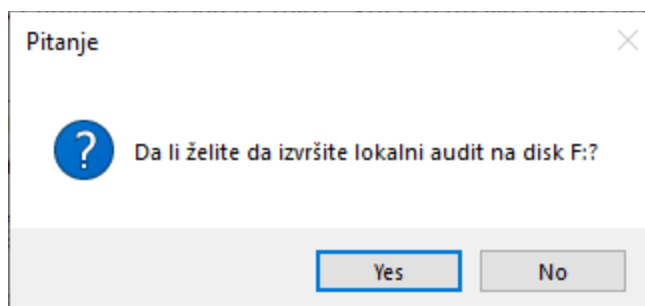 Pitanje
Da li želite da izvršite lokalni audit na disk F:?
Yes
No